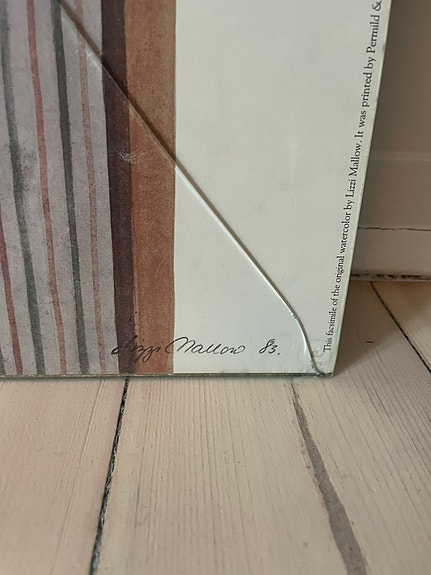 Lizzi Mallow 83.
This facsimile of the original watercolor by Lizzi Mallow. It was printed by Permild &